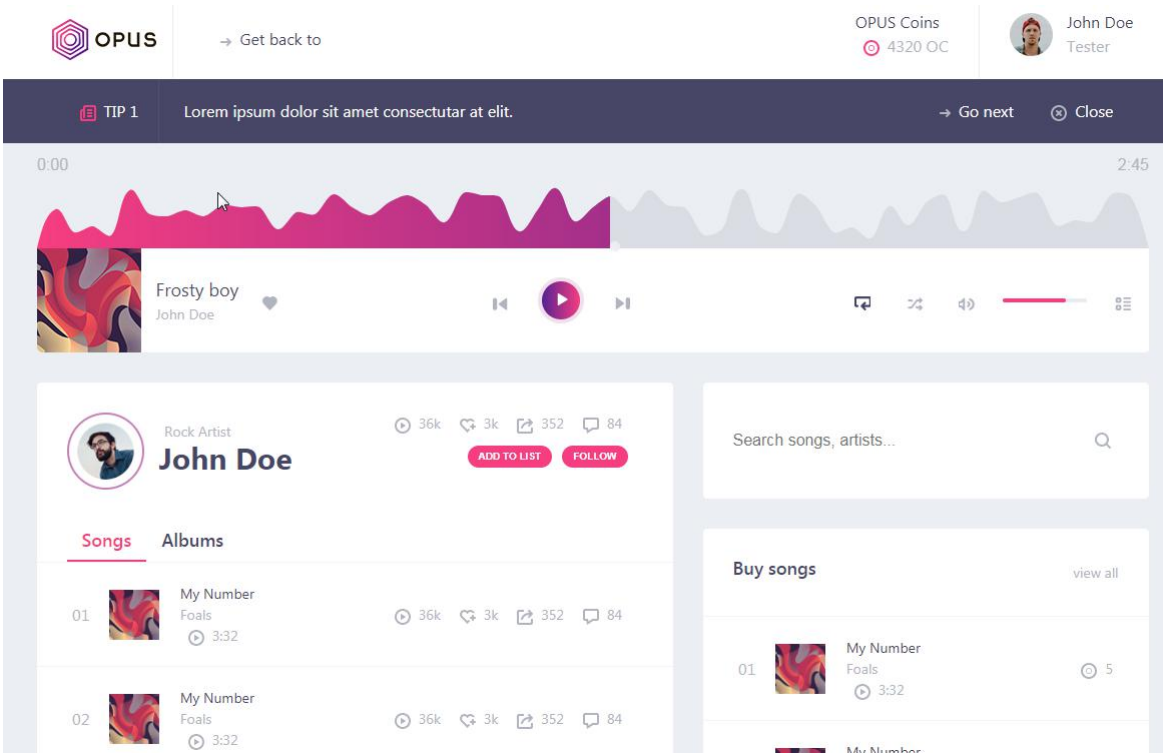 OPUS
Get back to
OPUS Coins
4320 OC
John Doe
Tester
TIP 1
Lorem ipsum dolor sit amet consectutar at elit.
Go next
Close
0:00
2:45
Frosty boy
John Doe
Rock Artist
John Doe
36k 3k 352 84
ADD TO LIST
FOLLOW
Songs
Albums
01
My Number
Foals
3:32
36k 3k 352 84
02
My Number
Foals
3:32
36k 3k 352 84
Search songs, artists...
Buy songs
view all
01
My Number
Foals
3:32
5
My Number